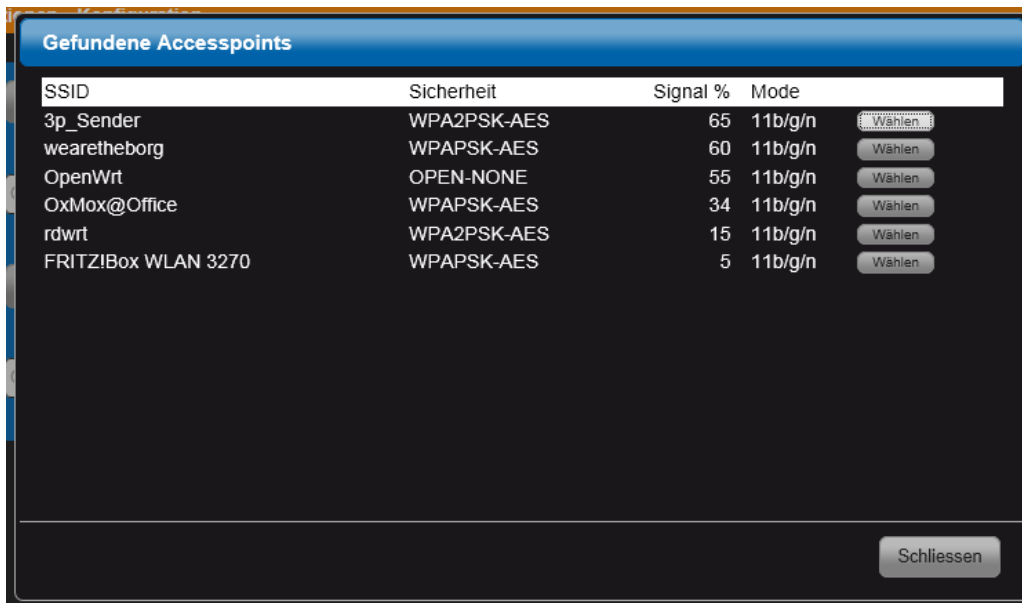 Gefundene Accesspoints
SSID Sicherheit Signal % Mode
3p_Sender WPA2PSK-AES 65 11b/g/n Wählen
wearetheborg WPAPSK-AES 60 11b/g/n Wählen
OpenWrt OPEN-NONE 55 11b/g/n Wählen
OxMox@Office WPAPSK-AES 34 11b/g/n Wählen
rdwrt WPA2PSK-AES 15 11b/g/n Wählen
FRITZ!Box WLAN 3270 WPAPSK-AES 5 11b/g/n Wählen
Schliessen